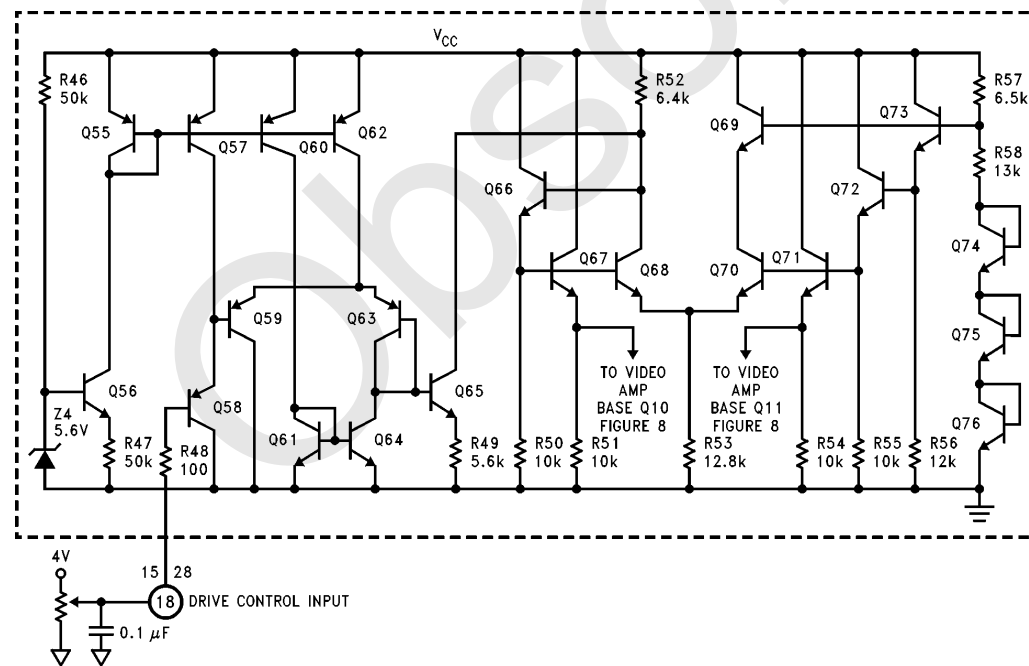 Obso
V_CC
R46
50k
Q55
Q57
Q60
Q62
R52
6.4k
Q69
Q73
R57
6.5k
R58
13k
Q66
Q72
Q67
Q68
Q70
Q71
Q74
Q59
Q63
Q75
TO VIDEO
AMP
BASE Q10
FIGURE 8
TO VIDEO
AMP
BASE Q11
FIGURE 8
Q56
Z4
5.6V
Q58
Q65
Q76
R47
50k
R48
100
Q61
Q64
R49
5.6k
R50
10k
R51
10k
R53
12.8k
R54
10k
R55
10k
R56
12k
4V
15 28
18 DRIVE CONTROL INPUT
0.1 μF